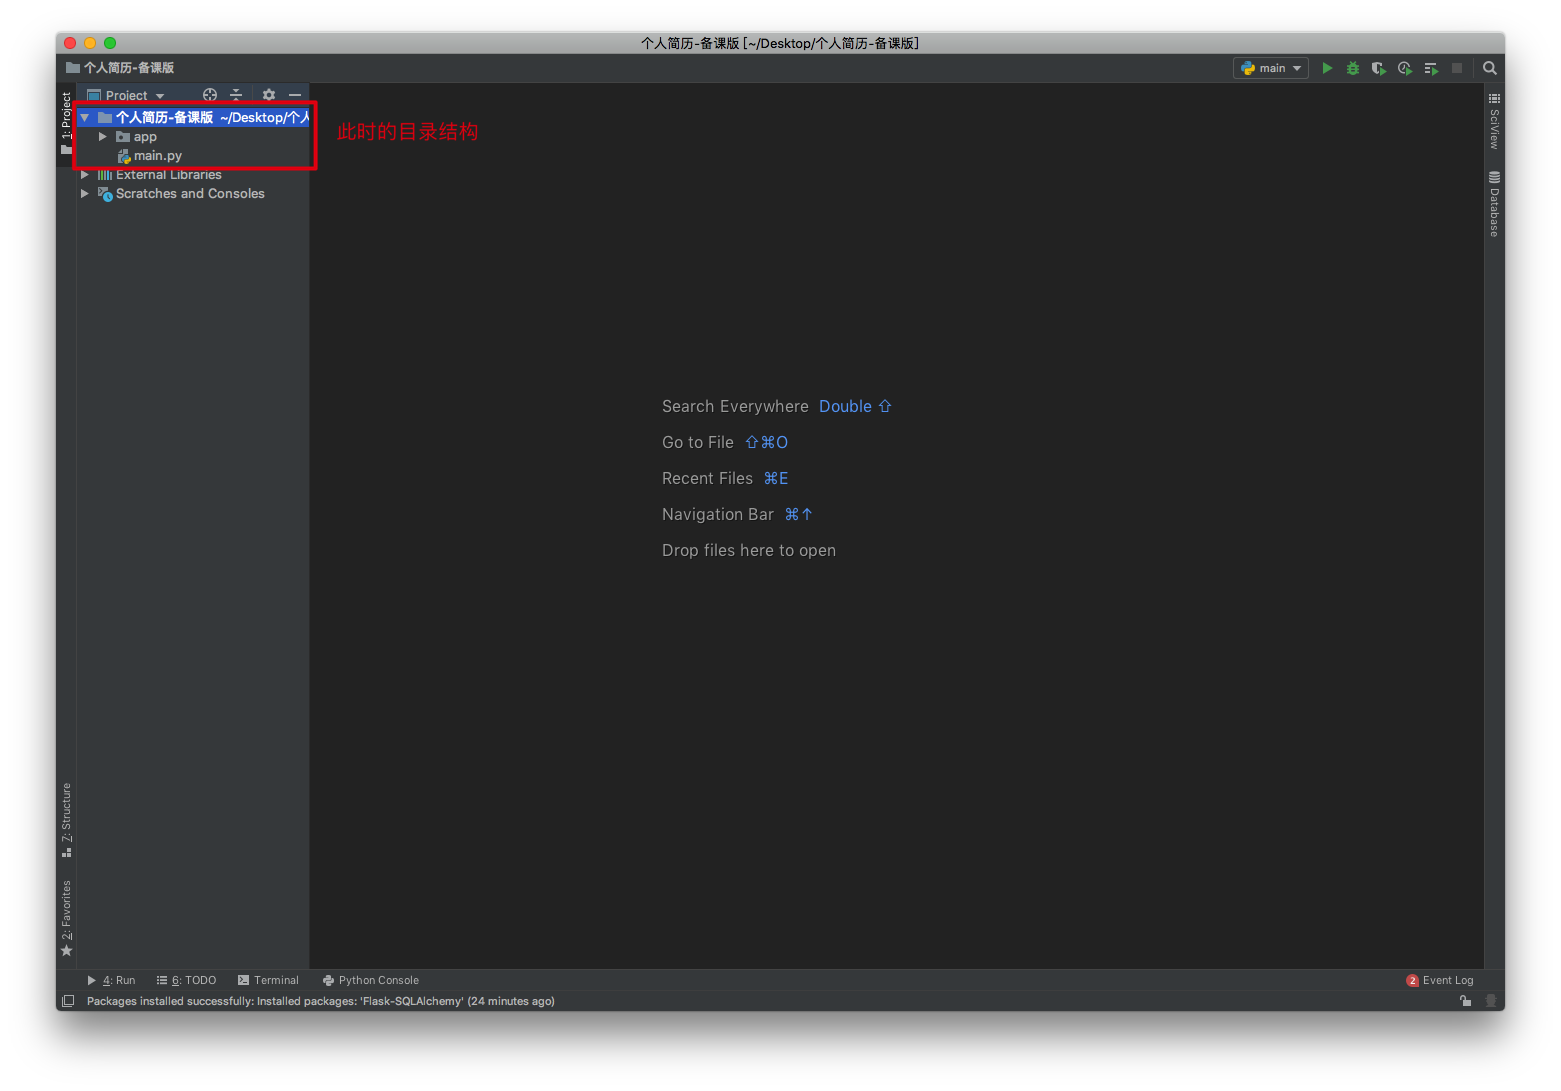 个人简历-备课版 [~/Desktop/个人简历-备课版]
个人简历-备课版
main
1: Project
Project
个人简历-备课版 ~/Desktop/个人
app
main.py
External Libraries
Scratches and Consoles
此时的目录结构
SciView
Database
Search Everywhere Double ⇧
Go to File ⇧⌘O
Recent Files ⌘E
Navigation Bar ⌘↑
Drop files here to open
7: Structure
2: Favorites
4: Run
6: TODO
Terminal
Python Console
2 Event Log
Packages installed successfully: Installed packages: 'Flask-SQLAlchemy' (24 minutes ago)